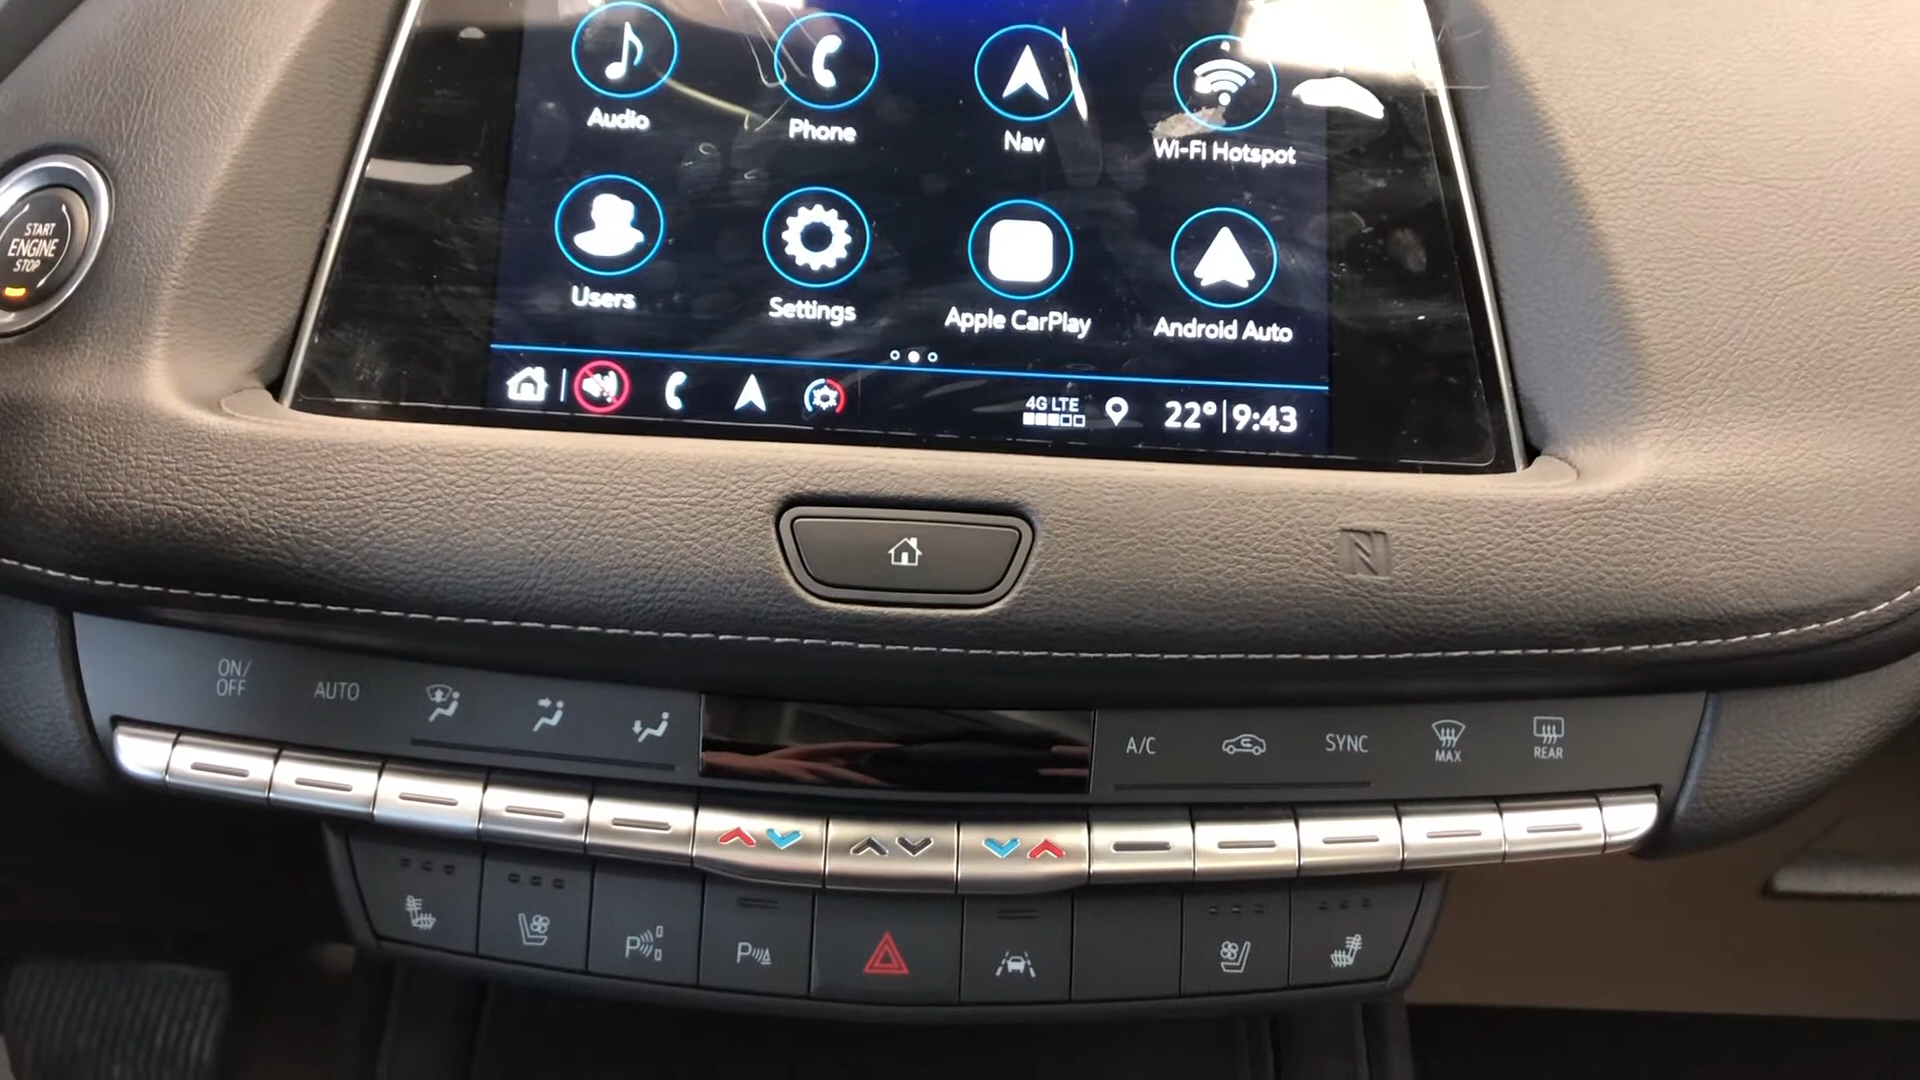 Audio
Phone
Nav
Wi-Fi Hotspot
START
ENGINE
STOP
Users
Settings
Apple CarPlay
Android Auto
4G LTE
22°|9:43
ON/
OFF
AUTO
A/C
SYNC
MAX
REAR
P
P